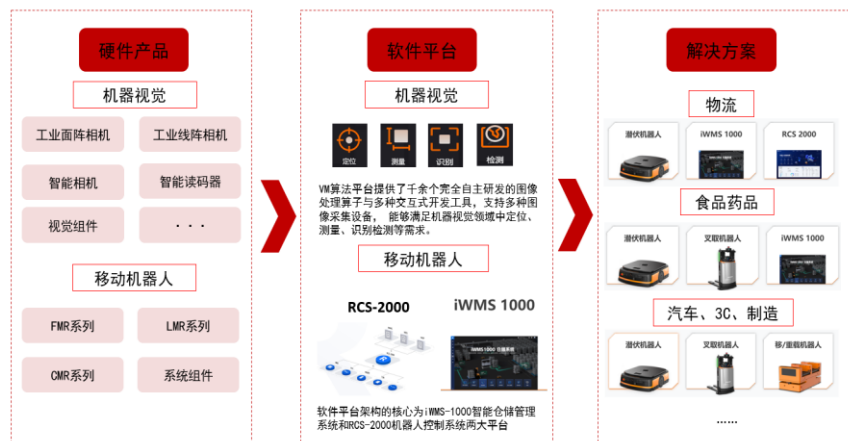 硬件产品
机器视觉
工业面阵相机
工业线阵相机
智能相机
智能读码器
视觉组件
···
移动机器人
FMR系列
LMR系列
CMR系列
系统组件
软件平台
机器视觉
定位
测量
识别
检测
VM算法平台提供了千余个完全自主研发的图像
处理算子与多种交互式开发工具，支持多种图
像采集设备， 能够满足机器视觉领域中定位、
测量、识别检测等需求。
移动机器人
RCS-2000
iWMS 1000
软件平台架构的核心为iWMS-1000智能仓储管理
系统和RCS-2000机器人控制系统两大平台
解决方案
物流
潜伏机器人
iWMS 1000
RCS 2000
食品药品
潜伏机器人
叉取机器人
iWMS 1000
汽车、3C、制造
潜伏机器人
叉取机器人
移/重载机器人
......